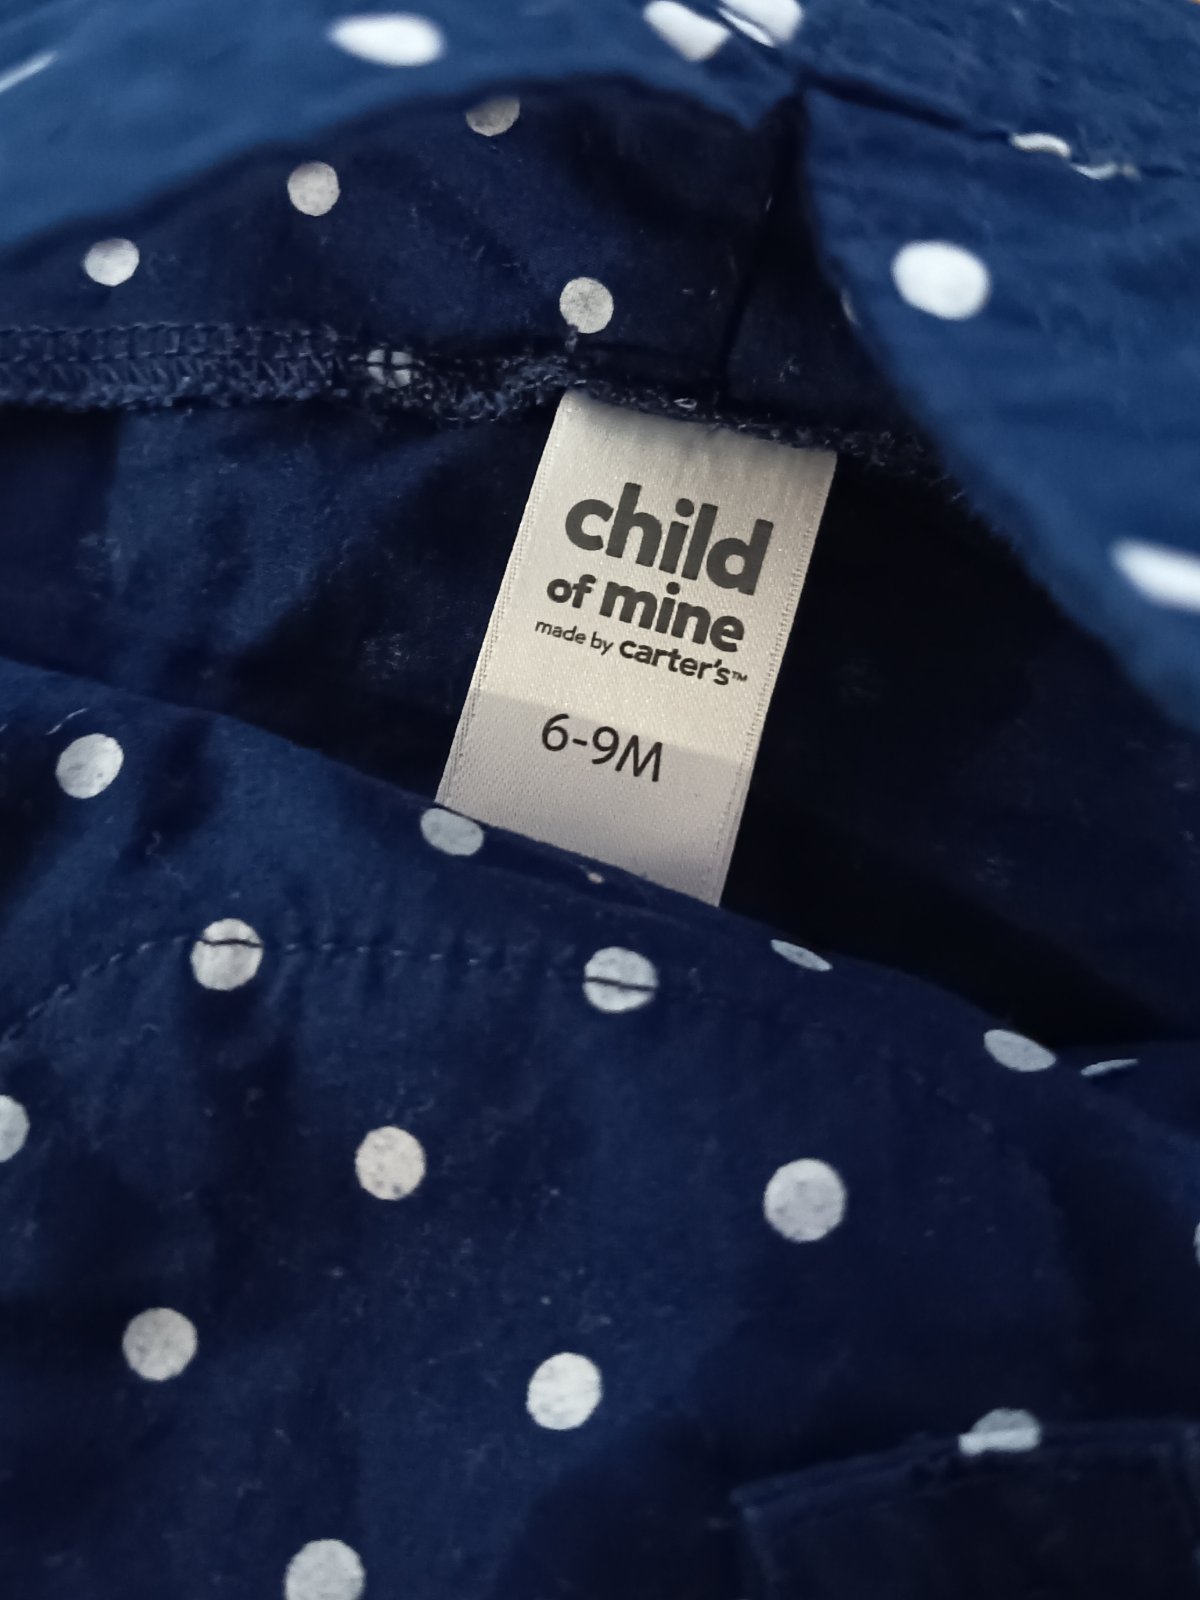 child
of mine
made by carter's™
6-9M